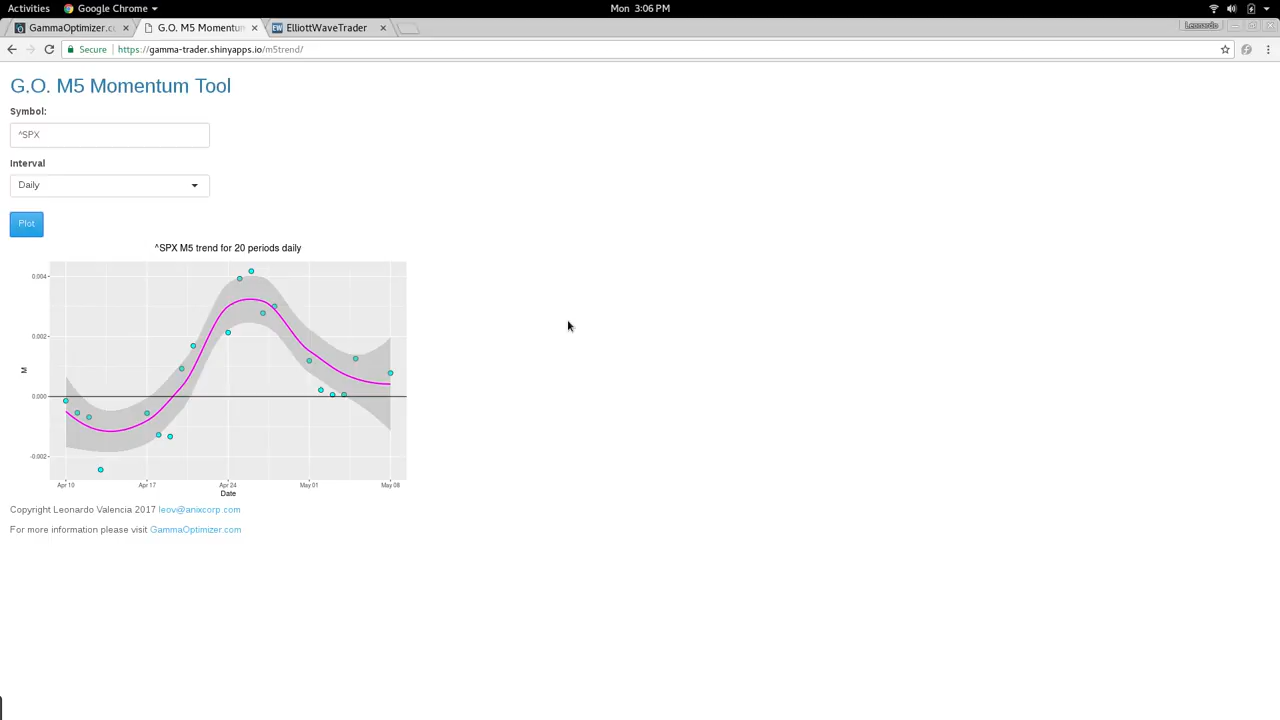 Activities Google Chrome Mon 3:06 PM
GammaOptimizer.c G.O. M5 Momentum ElliottWaveTrader Leonardo
Secure https://gamma-trader.shinyapps.io/m5trend/
G.O. M5 Momentum Tool
Symbol:
^SPX
Interval
Daily
Plot
^SPX M5 trend for 20 periods daily
0.004
0.002
M
0.000
-0.002
Apr 10 Apr 17 Apr 24 May 01 May 08
Date
Copyright Leonardo Valencia 2017 leov@anixcorp.com
For more information please visit GammaOptimizer.com